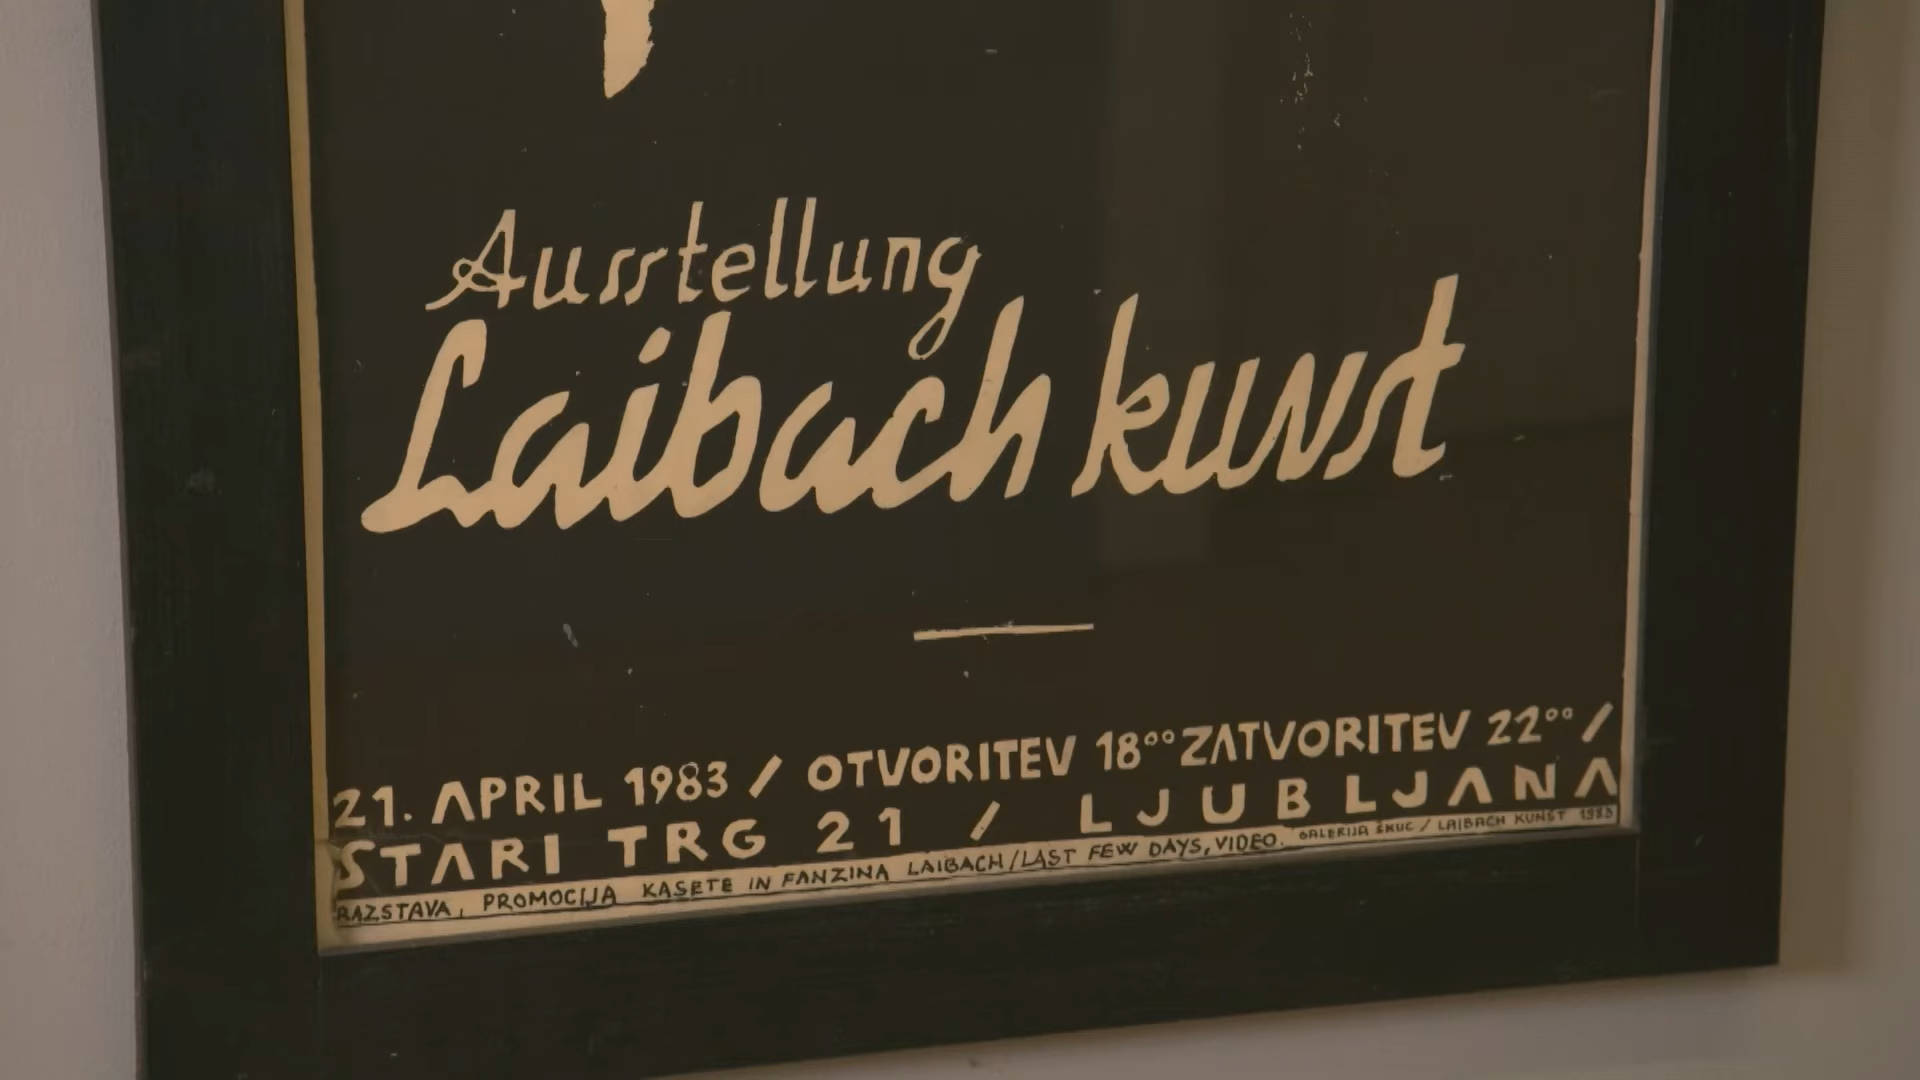 Ausstellung
Laibach kunst
21. APRIL 1983 / OTVORITEV 18°° ZATVORITEV 22°° /
STARI TRG 21 / LJUBLJANA
RAZSTAVA, PROMOCIJA KASETE IN FANZINA LAIBACH/LAST FEW DAYS, VIDEO. GALERIJA ŠKUC / LAIBACH KUNST 1983